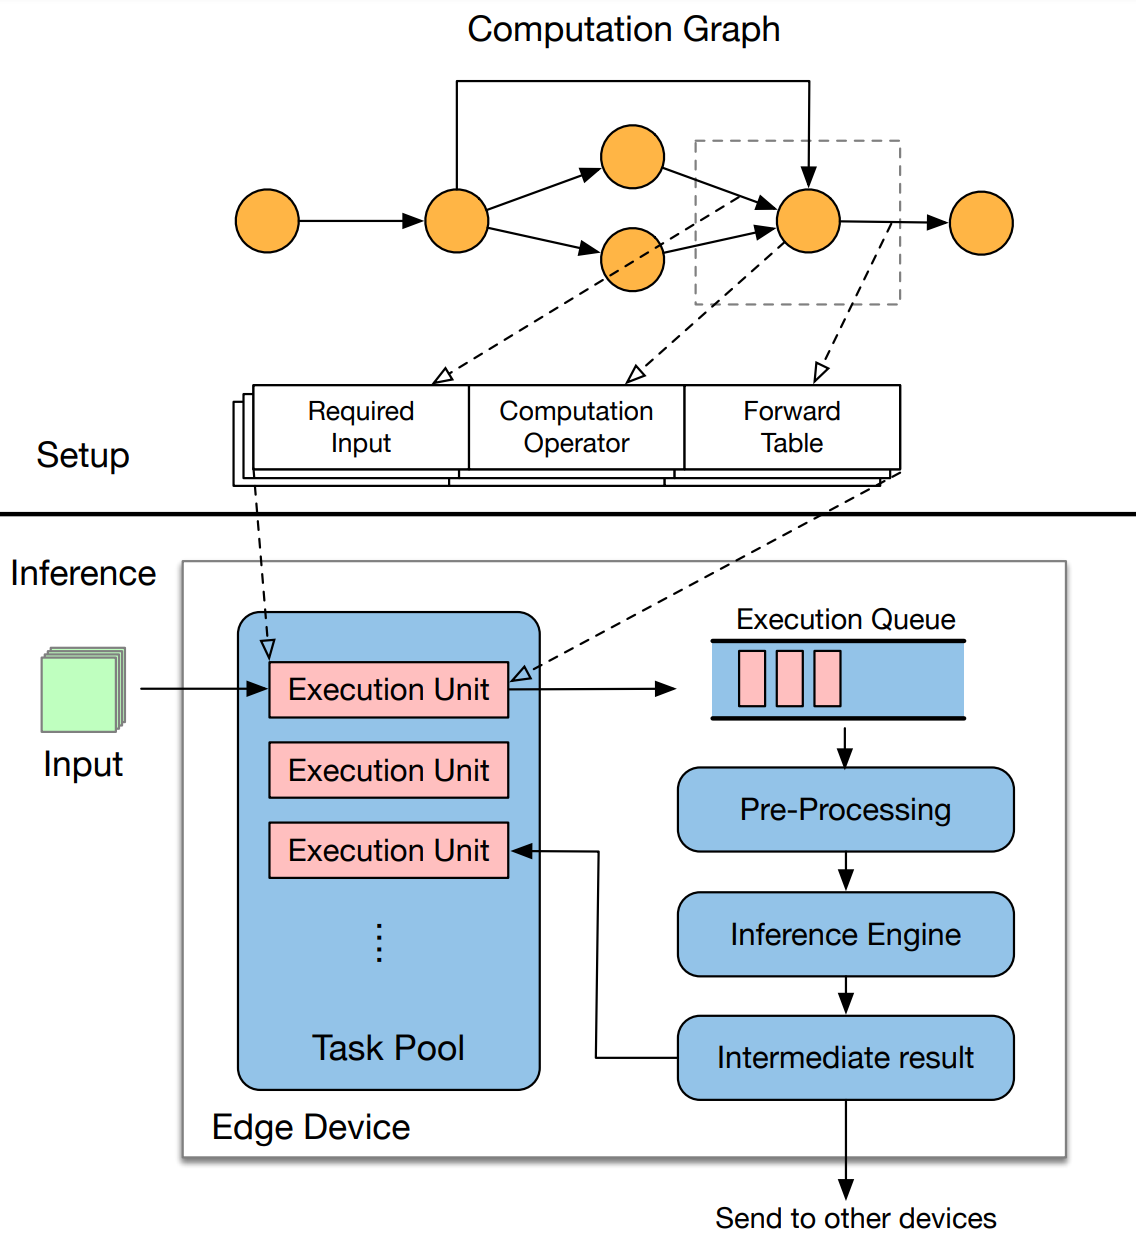 Computation Graph
Required
Input
Computation
Operator
Forward
Table
Setup
Inference
Execution Queue
Input
Execution Unit
Execution Unit
Execution Unit
Pre-Processing
Inference Engine
Intermediate result
Task Pool
Edge Device
Send to other devices